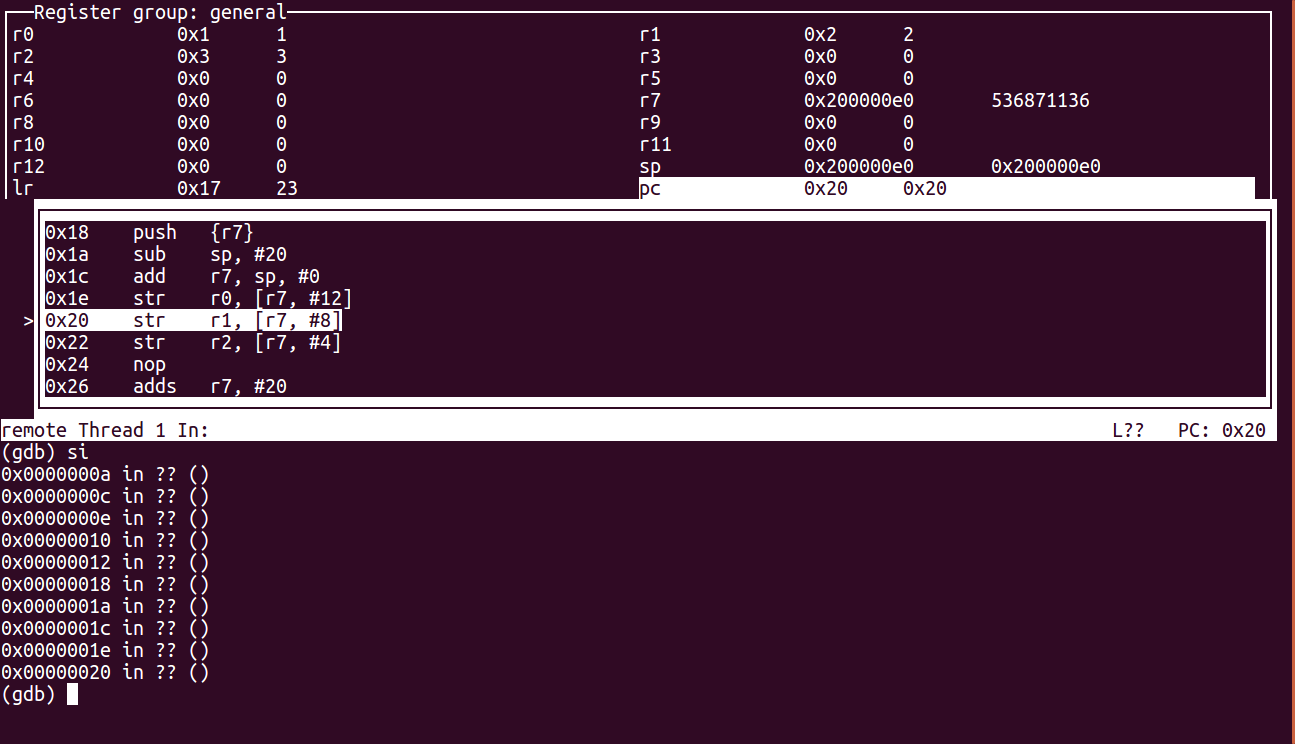 Register group: general
r0 0x1 1 r1 0x2 2
r2 0x3 3 r3 0x0 0
r4 0x0 0 r5 0x0 0
r6 0x0 0 r7 0x200000e0 536871136
r8 0x0 0 r9 0x0 0
r10 0x0 0 r11 0x0 0
r12 0x0 0 sp 0x200000e0 0x200000e0
lr 0x17 23 pc 0x20 0x20
0x18 push {r7}
0x1a sub sp, #20
0x1c add r7, sp, #0
0x1e str r0, [r7, #12]
>0x20 str r1, [r7, #8]
0x22 str r2, [r7, #4]
0x24 nop
0x26 adds r7, #20
remote Thread 1 In: L?? PC: 0x20
(gdb) si
0x0000000a in ?? ()
0x0000000c in ?? ()
0x0000000e in ?? ()
0x00000010 in ?? ()
0x00000012 in ?? ()
0x00000018 in ?? ()
0x0000001a in ?? ()
0x0000001c in ?? ()
0x0000001e in ?? ()
0x00000020 in ?? ()
(gdb)